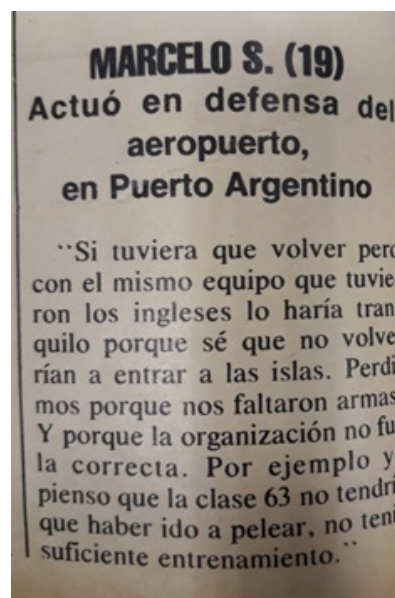 MARCELO S. (19)
Actuó en defensa del
aeropuerto,
en Puerto Argentino
“Si tuviera que volver pero
con el mismo equipo que tuvie-
ron los ingleses lo haría tran-
quilo porque sé que no volve-
rían a entrar a las islas. Perdi-
mos porque nos faltaron armas.
Y porque la organización no fu
la correcta. Por ejemplo y
pienso que la clase 63 no tendrí
que haber ido a pelear, no tení
suficiente entrenamiento.”